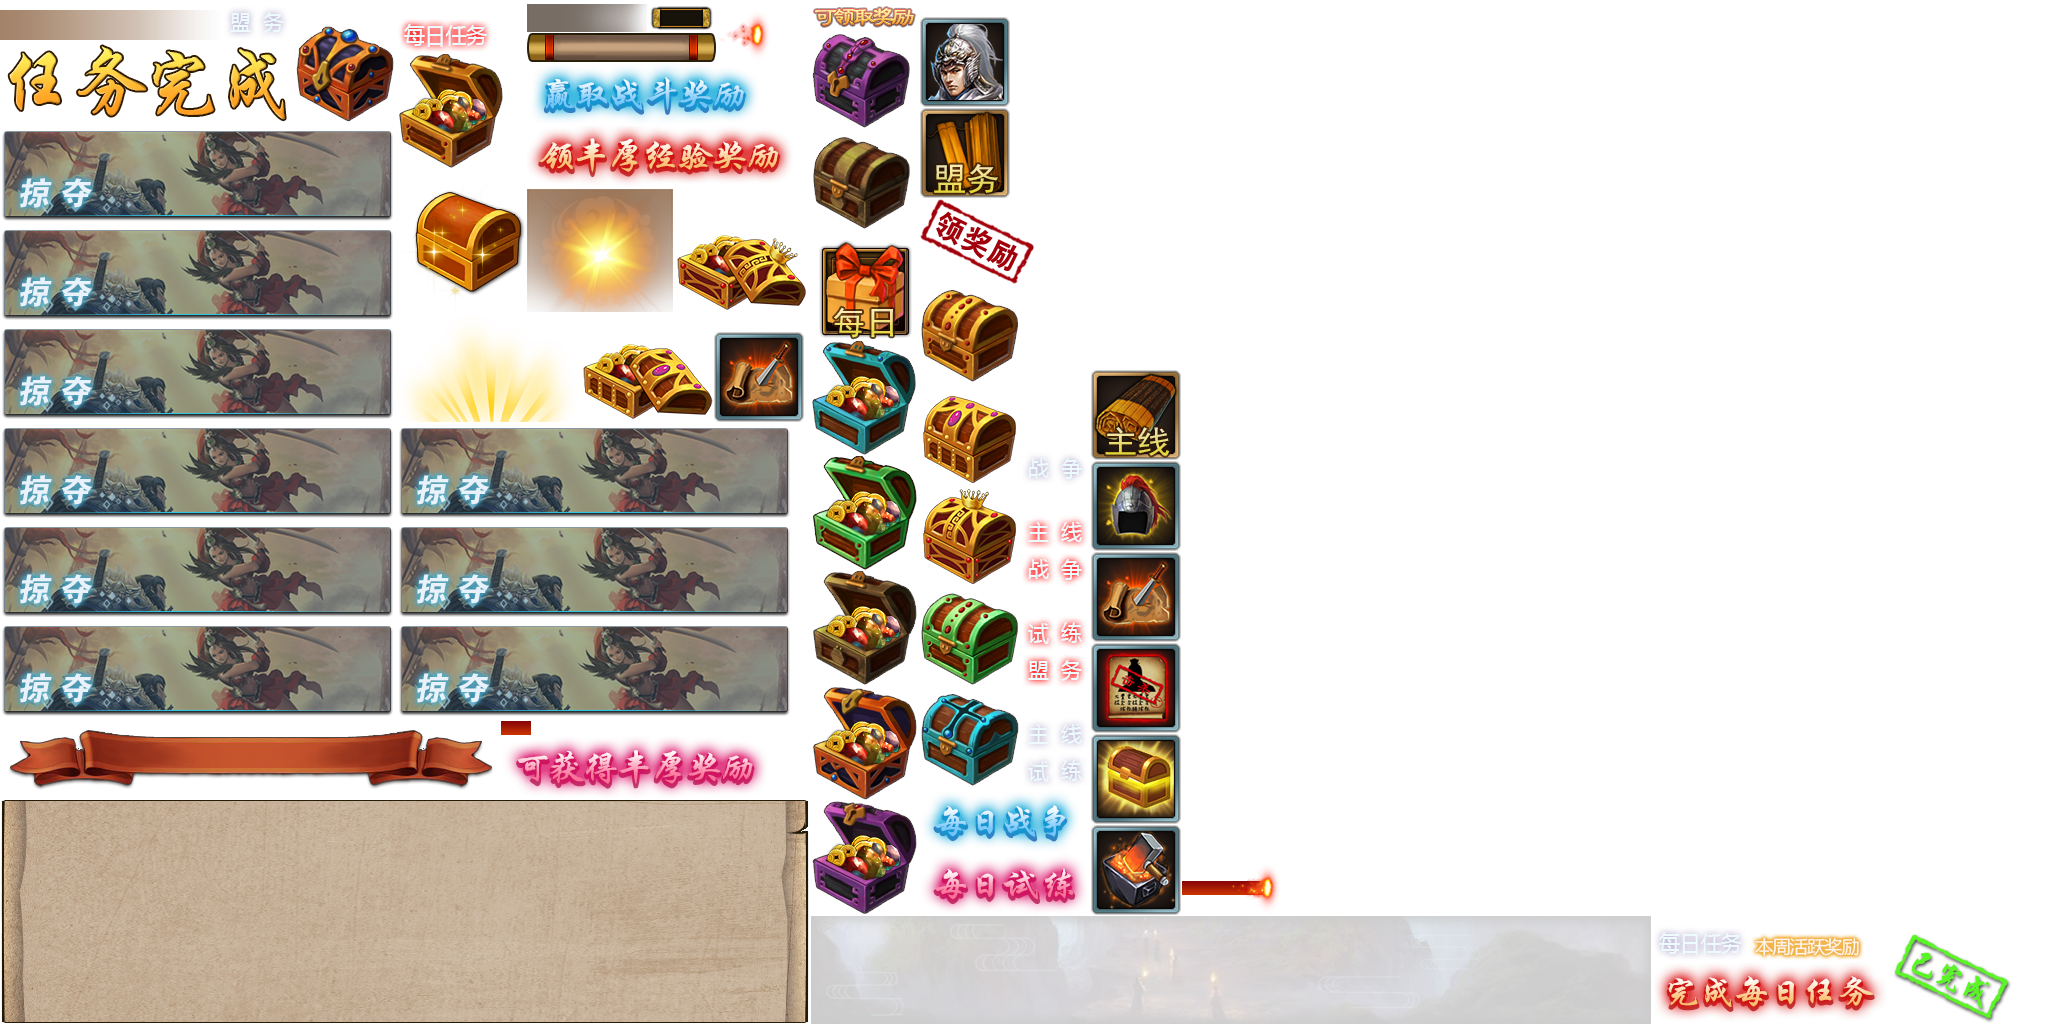 盟 务
任务完成
每日任务
赢取战斗奖励
领丰厚经验奖励
可领取奖励
盟务
领奖励
每日
掠夺
掠夺
掠夺
掠夺
掠夺
掠夺
掠夺
掠夺
掠夺
主线
战 争
主 线
战 争
试 练
盟 务
主 线
试 练
可获得丰厚奖励
每日战争
每日试练
每日任务
本周活跃奖励
完成每日任务
已完成